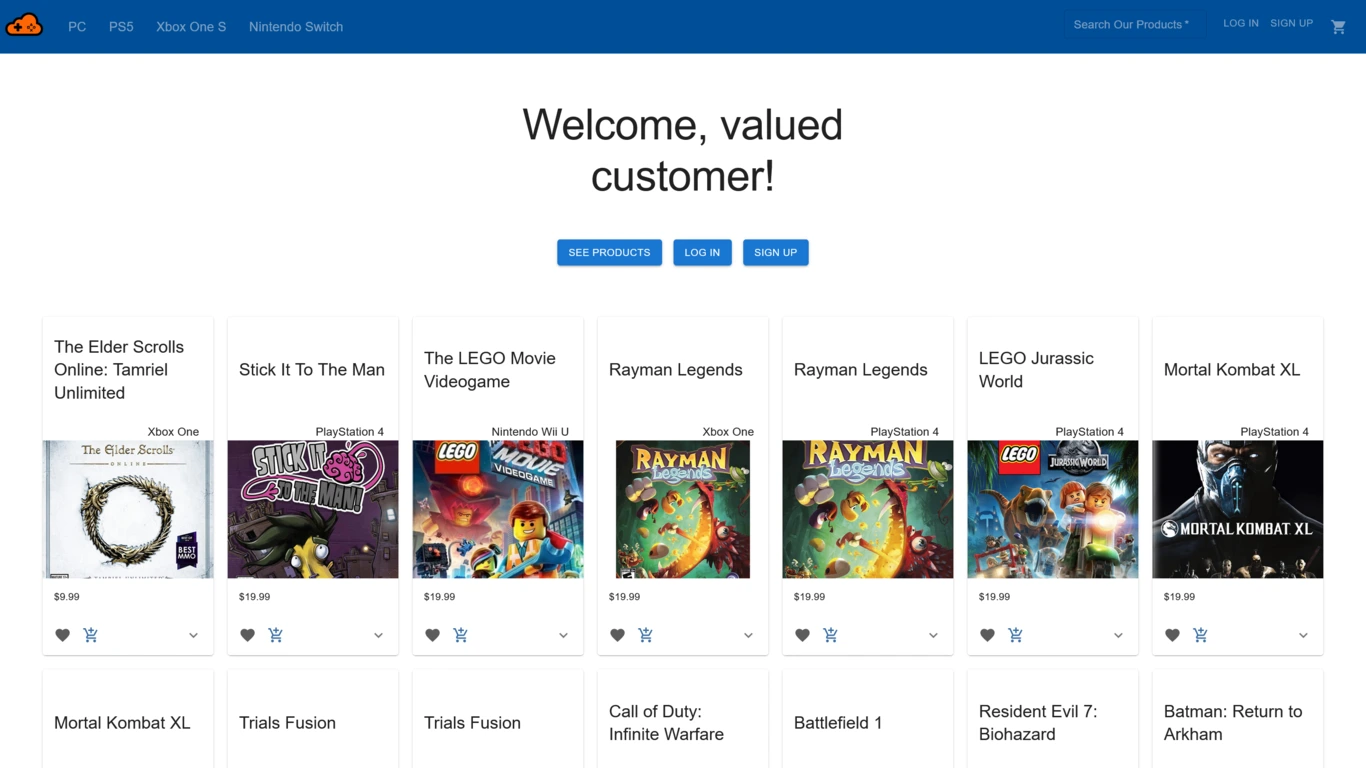 PC PS5 Xbox One S Nintendo Switch Search Our Products * LOG IN SIGN UP
Welcome, valued
customer!
SEE PRODUCTS LOG IN SIGN UP
The Elder Scrolls
Online: Tamriel
Unlimited
Xbox One
The Elder Scrolls
ONLINE
BEST
MMO
$9.99
Stick It To The Man
PlayStation 4
STICK IT
TO THE MAN!
$19.99
The LEGO Movie
Videogame
Nintendo Wii U
LEGO
MOVIE
VIDEOGAME
$19.99
Rayman Legends
Xbox One
RAYMAN
Legends
$19.99
Rayman Legends
PlayStation 4
RAYMAN
Legends
$19.99
LEGO Jurassic
World
PlayStation 4
LEGO
JURASSIC WORLD
$19.99
Mortal Kombat XL
PlayStation 4
MORTAL KOMBAT XL
$19.99
Mortal Kombat XL
Trials Fusion
Trials Fusion
Call of Duty:
Infinite Warfare
Battlefield 1
Resident Evil 7:
Biohazard
Batman: Return to
Arkham